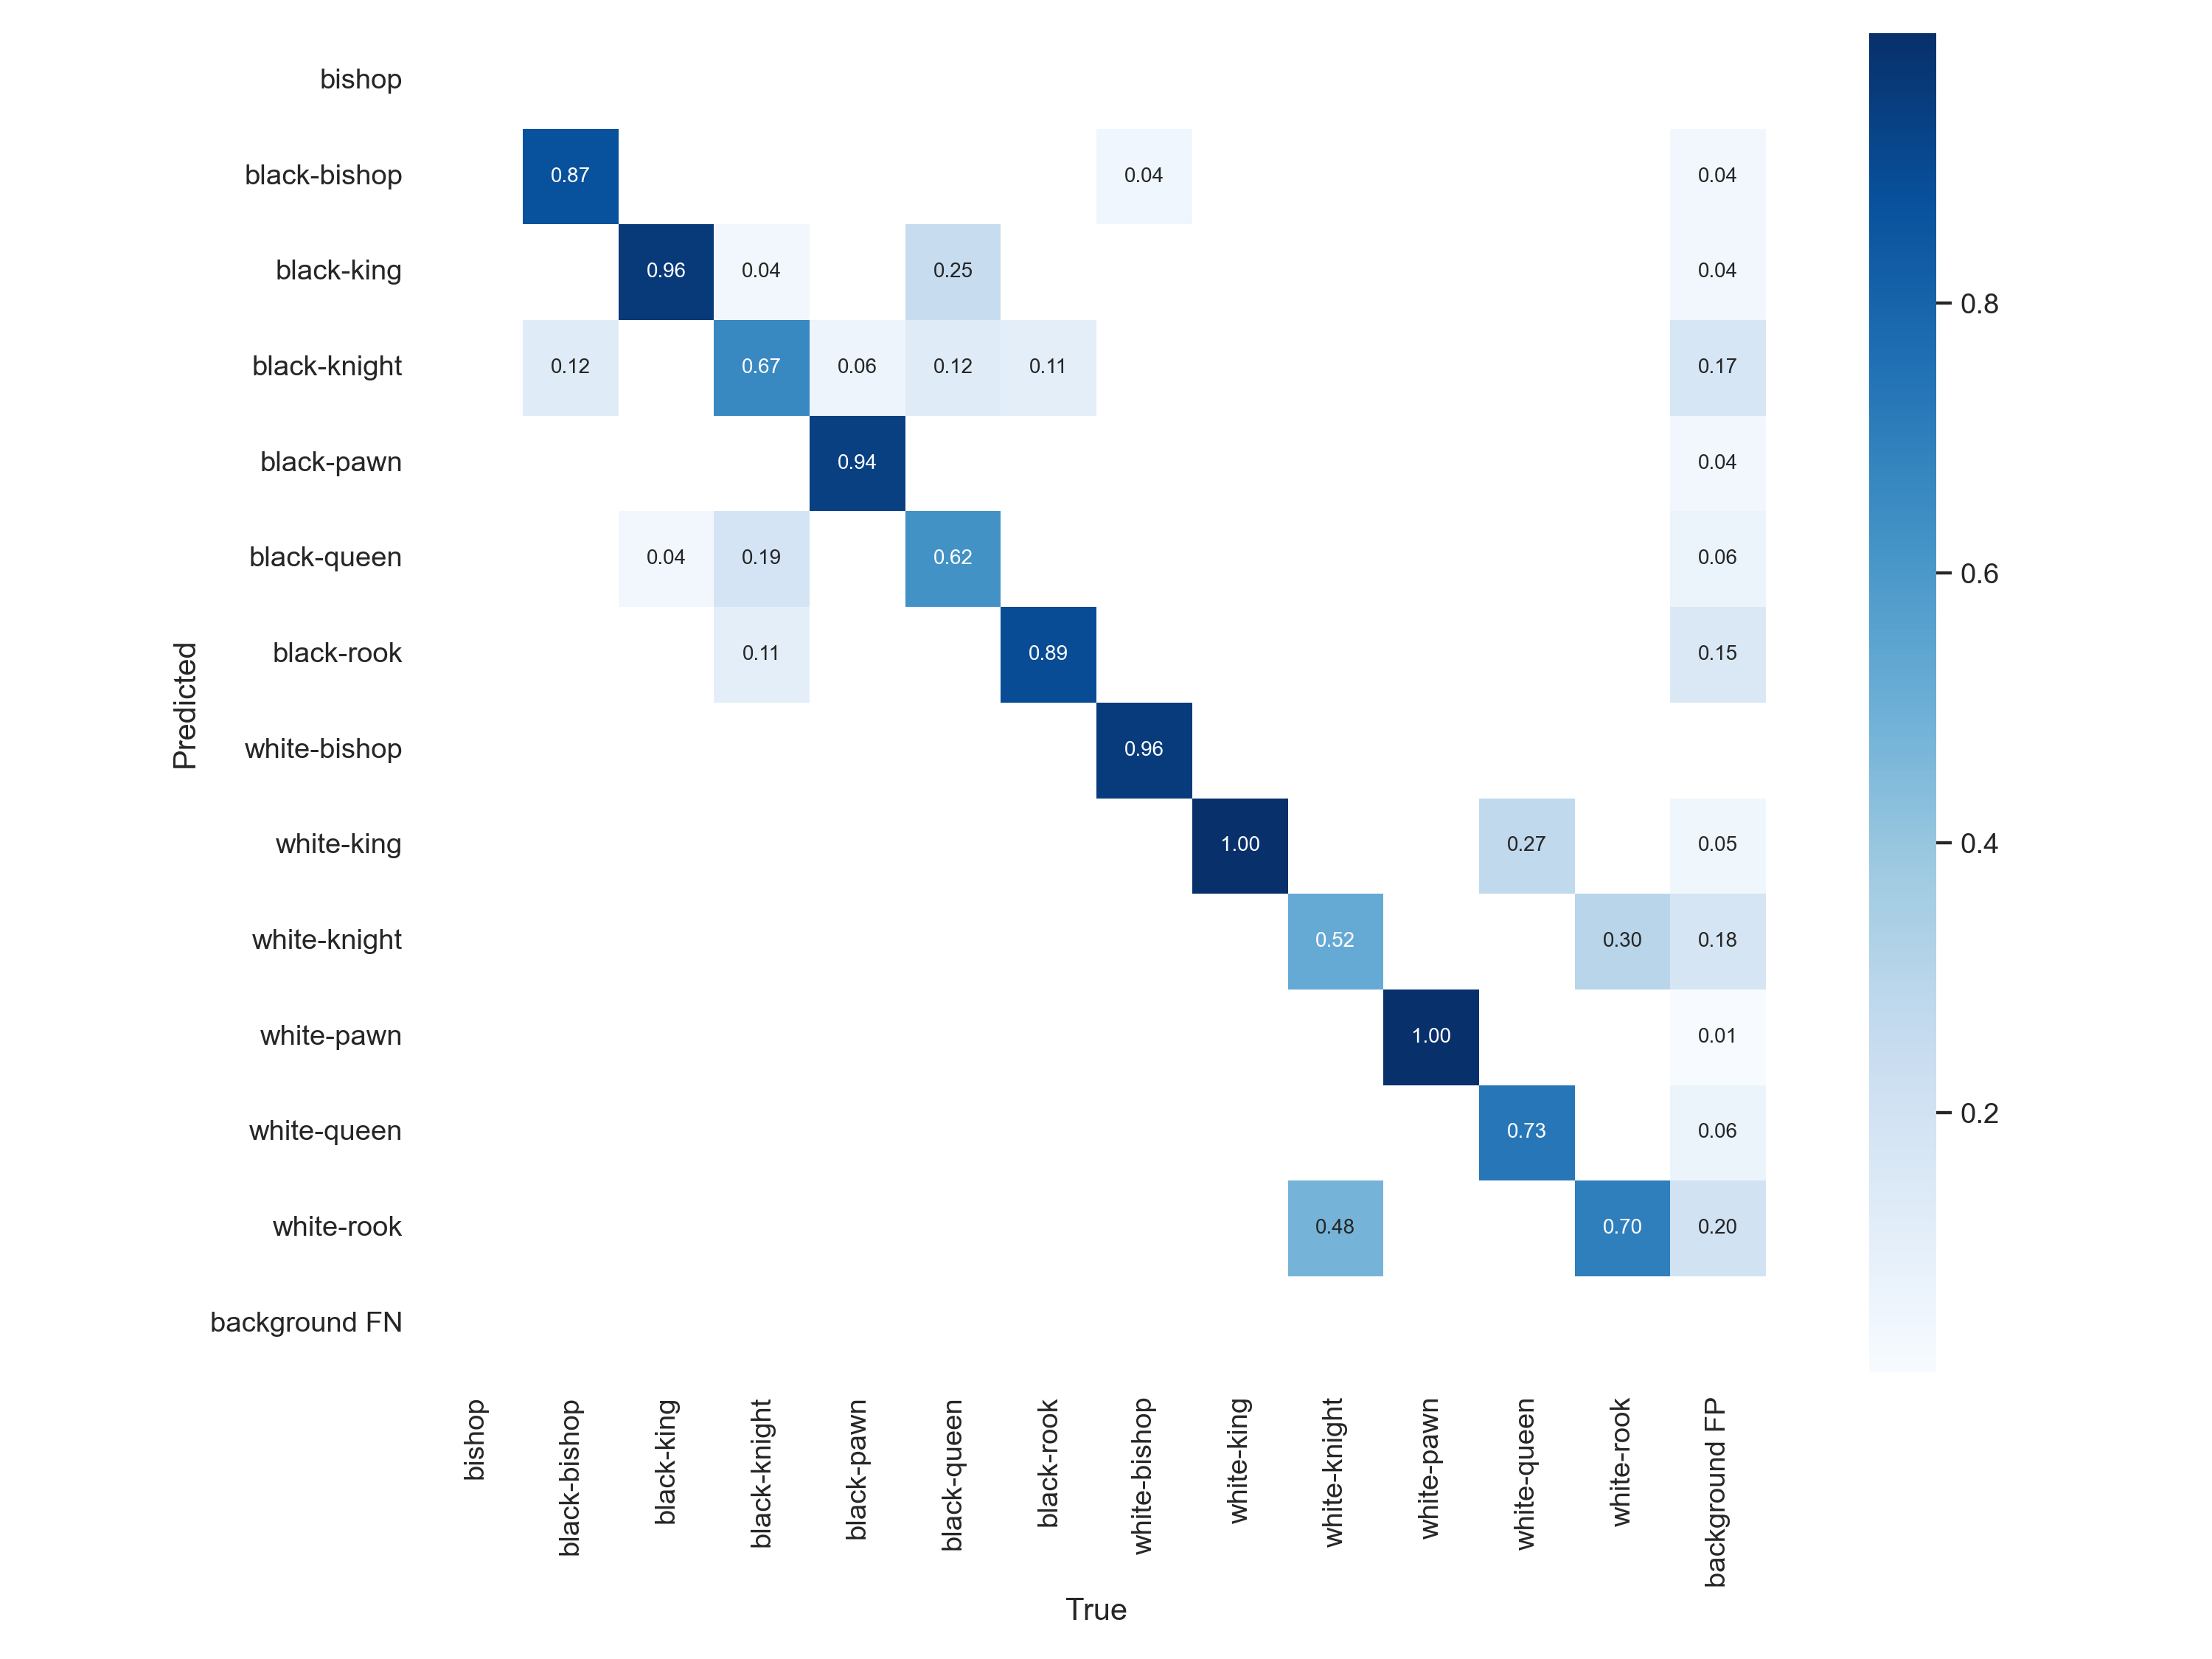 bishop
black-bishop 0.87 0.04 0.04
black-king 0.96 0.04 0.25 0.04
0.8
black-knight 0.12 0.67 0.06 0.12 0.11 0.17
black-pawn 0.94 0.04
black-queen 0.04 0.19 0.62 0.06
0.6
black-rook 0.11 0.89 0.15
Predicted
white-bishop 0.96
white-king 1.00 0.27 0.05
0.4
white-knight 0.52 0.30 0.18
white-pawn 1.00 0.01
0.2
white-queen 0.73 0.06
white-rook 0.48 0.70 0.20
background FN
bishop
black-bishop
black-king
black-knight
black-pawn
black-queen
black-rook
white-bishop
white-king
white-knight
white-pawn
white-queen
white-rook
background FP
True